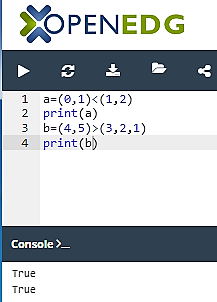 OPENEDG
1 a=(0,1)<(1,2)
2 print(a)
3 b=(4,5)>(3,2,1)
4 print(b)
Console >_
True
True